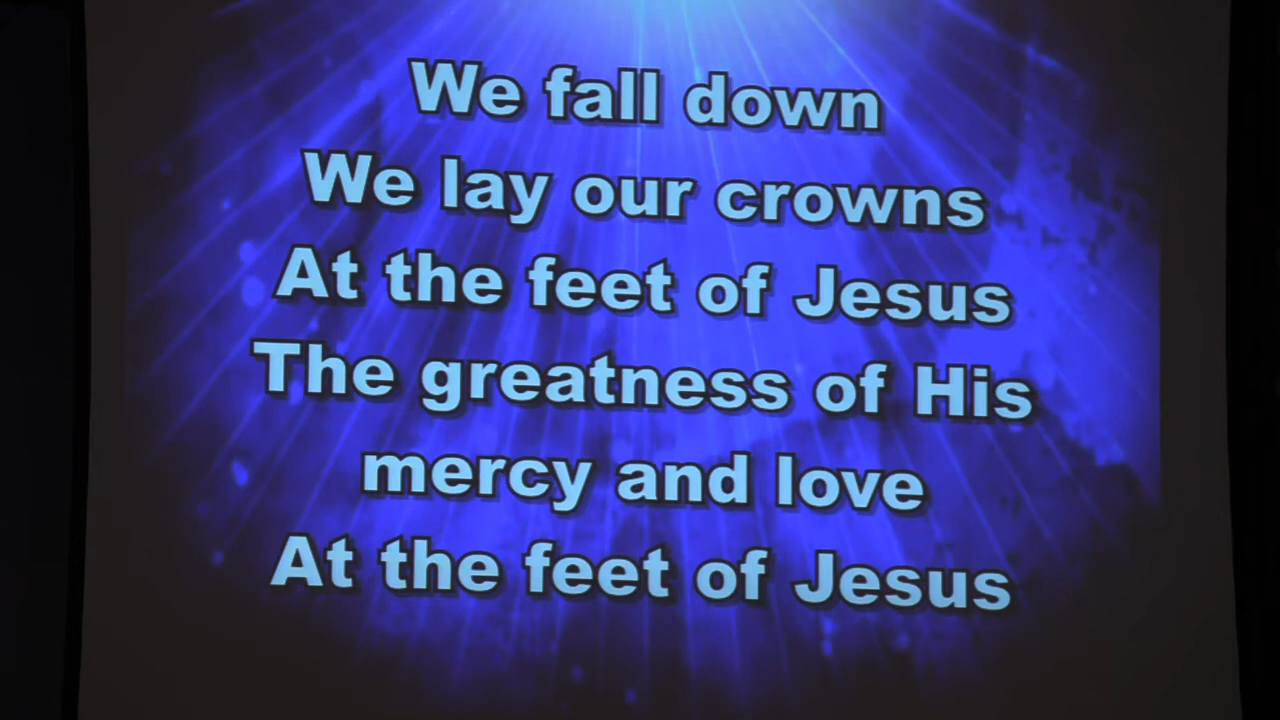 We fall down
We lay our crowns
At the feet of Jesus
The greatness of His
mercy and love
At the feet of Jesus